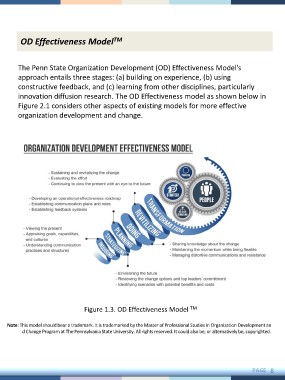 OD Effectiveness Model™
The Penn State Organization Development (OD) Effectiveness Model's
approach entails three stages: (a) building on experience, (b) using
constructive feedback, and (c) learning from other disciplines, particularly
innovation diffusion research. The OD Effectiveness model as shown below in
Figure 2.1 considers other aspects of existing models for more effective
organization development and change.
ORGANIZATION DEVELOPMENT EFFECTIVENESS MODEL
- Sustaining and revitalizing the change
- Evaluating the effort
- Continuing to view the present with an eye to the future
- Developing an operational effectiveness roadmap
- Establishing communication plans and roles
- Establishing feedback systems
- Viewing the present
- Appraising goals, capabilities,
and cultures
- Understanding communication
practices and structures
PLANNING
DOING
REVITALIZING
TRANSFORMATION
PEOPLE
- Sharing knowledge about the change
- Maintaining the momentum while being flexible
- Managing distortive communications and resistance
- Envisioning the future
- Reviewing the change options and top leaders' commitment
- Identifying scenarios with potential benefits and costs
Figure 1.3. OD Effectiveness Model ™
Note: This model should bear a trademark. It is trademarked by the Master of Professional Studies in Organization Development an
d Change Program at The Pennsylvania State University. All rights reserved. It could also be, or alternatively be, copyrighted.
PAGE 8